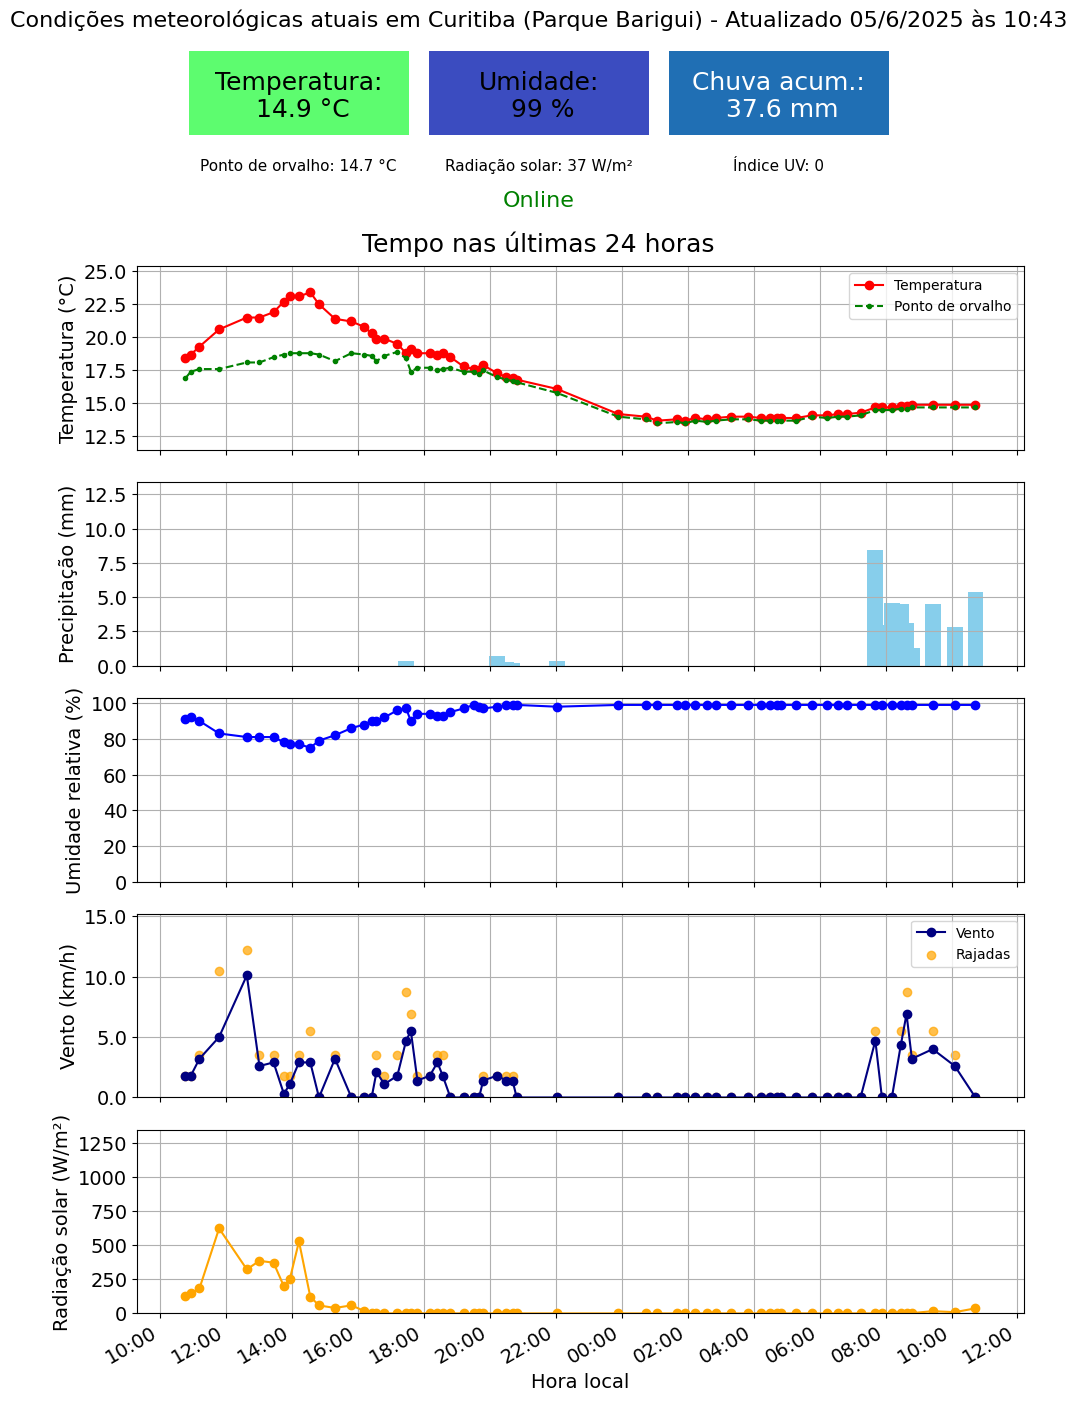 Condições meteorológicas atuais em Curitiba (Parque Barigui) - Atualizado 05/6/2025 às 10:43
Temperatura:
14.9 °C
Umidade:
99 %
Chuva acum.:
37.6 mm
Ponto de orvalho: 14.7 °C
Radiação solar: 37 W/m²
Índice UV: 0
Online
Tempo nas últimas 24 horas
Temperatura (°C)
25.0
22.5
20.0
17.5
15.0
12.5
Temperatura
Ponto de orvalho
Precipitação (mm)
12.5
10.0
7.5
5.0
2.5
0.0
Umidade relativa (%)
100
80
60
40
20
0
Vento (km/h)
15.0
10.0
5.0
0.0
Vento
Rajadas
Radiação solar (W/m²)
1250
1000
750
500
250
0
10:00
12:00
14:00
16:00
18:00
20:00
22:00
00:00
02:00
04:00
06:00
08:00
10:00
12:00
Hora local